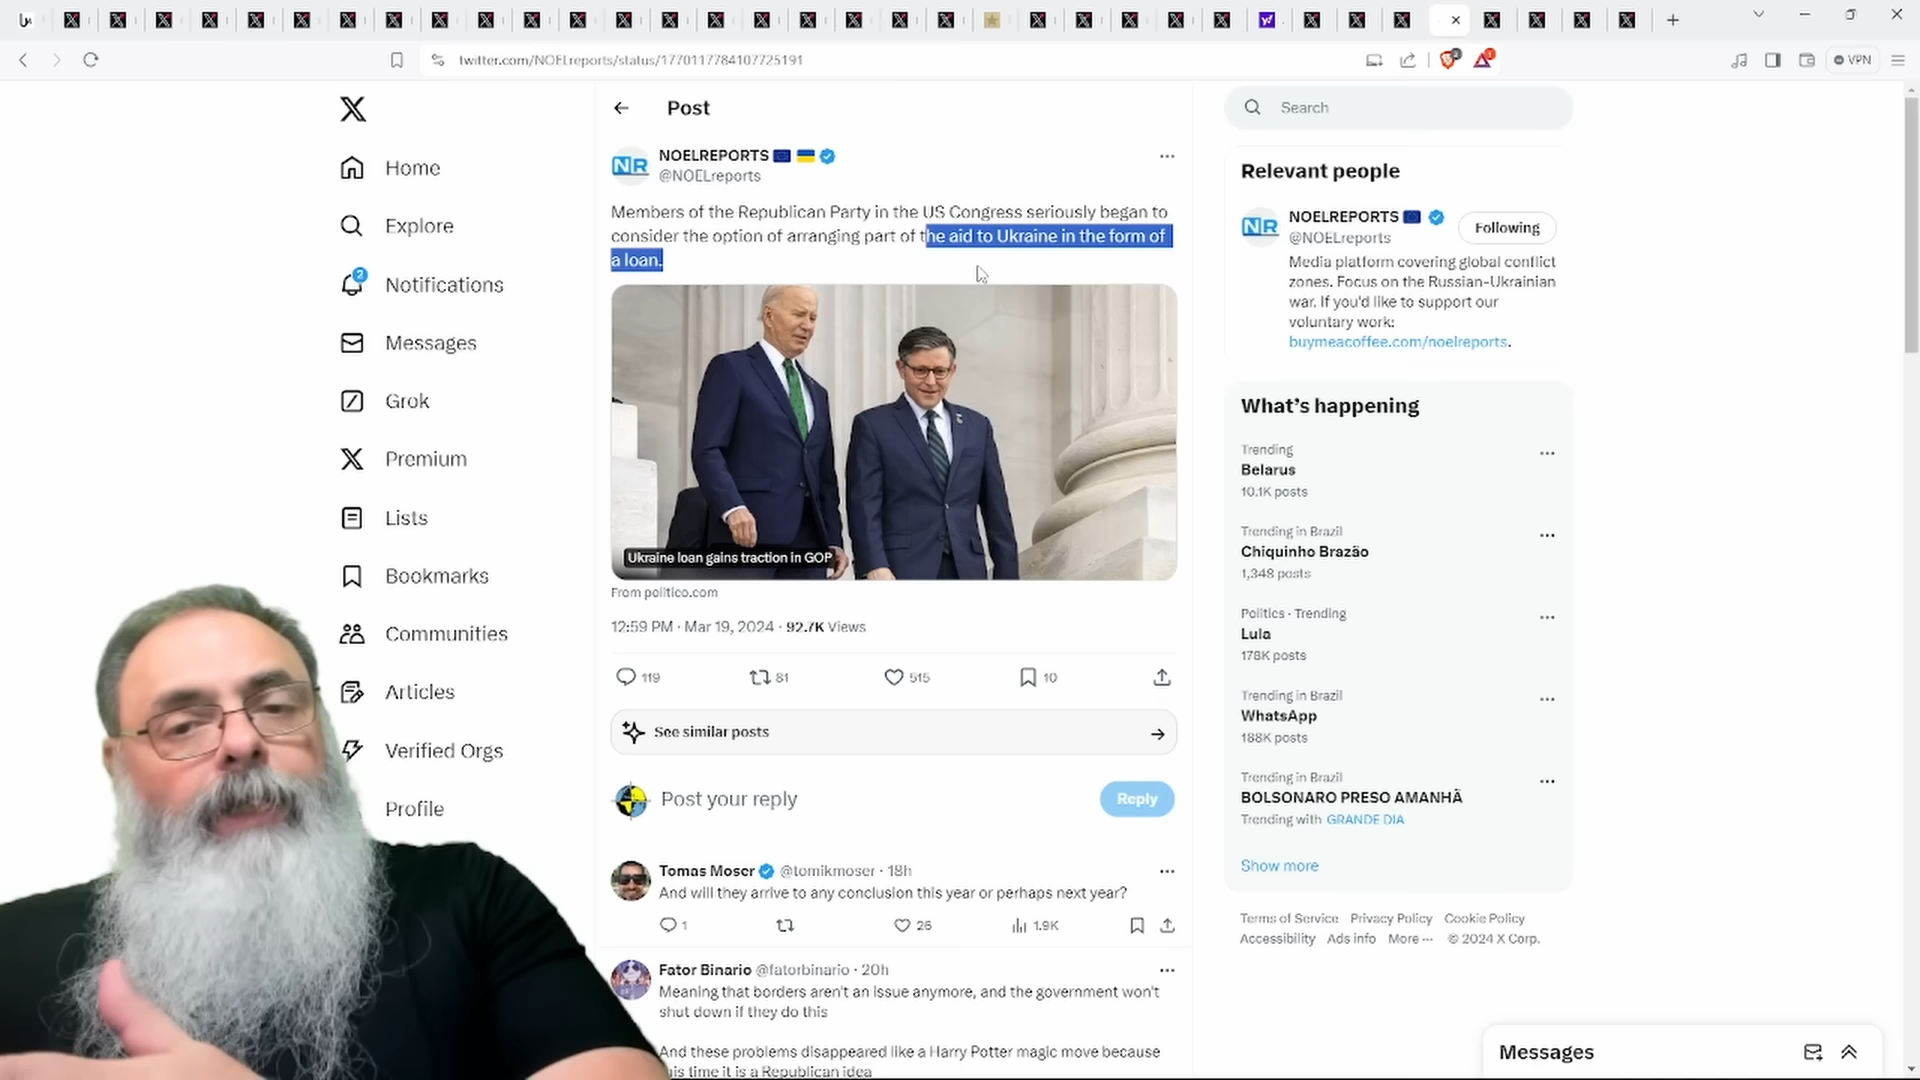 twitter.com/NOELreports/status/1770117784107725191
VPN
Home
Explore
2
Notifications
Messages
Grok
Premium
Lists
Bookmarks
Communities
Articles
Verified Orgs
Profile
Post
NR
NOELREPORTS
@NOELreports
Members of the Republican Party in the US Congress seriously began to
consider the option of arranging part of the aid to Ukraine in the form of
a loan.
Ukraine loan gains traction in GOP
From politico.com
12:59 PM · Mar 19, 2024 · 92.7K Views
119
81
515
10
See similar posts
Post your reply
Reply
Tomas Moser @tomikmoser · 18h
And will they arrive to any conclusion this year or perhaps next year?
1
26
1.9K
Fator Binario @fatorbinario · 20h
Meaning that borders aren't an issue anymore, and the government won't
shut down if they do this
And these problems disappeared like a Harry Potter magic move because
this time it is a Republican idea
Search
Relevant people
NR
NOELREPORTS
@NOELreports
Following
Media platform covering global conflict
zones. Focus on the Russian-Ukrainian
war. If you'd like to support our
voluntary work:
buymeacoffee.com/noelreports.
What's happening
Trending
Belarus
10.1K posts
Trending in Brazil
Chiquinho Brazão
1,348 posts
Politics · Trending
Lula
178K posts
Trending in Brazil
WhatsApp
188K posts
Trending in Brazil
BOLSONARO PRESO AMANHÃ
Trending with GRANDE DIA
Show more
Terms of Service Privacy Policy Cookie Policy
Accessibility Ads info More ··· © 2024 X Corp.
Messages